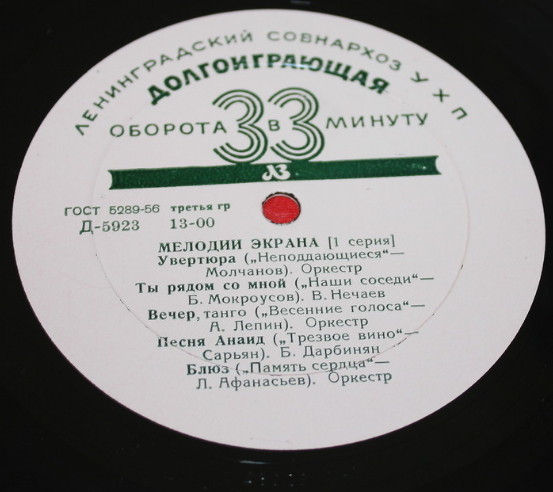 ЛЕНИНГРАДСКИЙ СОВНАРХОЗ УХП
ДОЛГОИГРАЮЩАЯ
ОБОРОТА 33 В МИНУТУ
ЛЗ
ГОСТ 5289-56 третья гр
Д-5923 13-00
МЕЛОДИИ ЭКРАНА [1 серия]
Увертюра („Неподдающиеся“—
Молчанов). Оркестр
Ты рядом со мной („Наши соседи“—
Б. Мокроусов). В. Нечаев
Вечер, танго („Весенние голоса“—
А. Лепин). Оркестр
Песня Анаид („Трезвое вино“—
Сарьян). Б. Дарбинян
Блюз („Память сердца“—
Л. Афанасьев). Оркестр